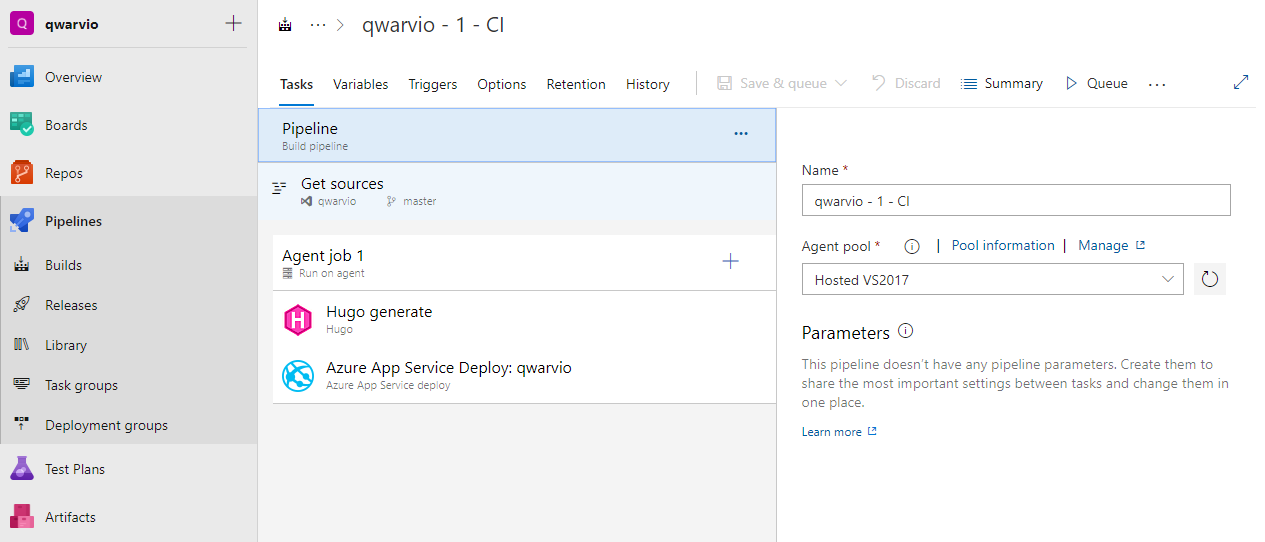 Q qwarvio
Overview
Boards
Repos
Pipelines
Builds
Releases
Library
Task groups
Deployment groups
Test Plans
Artifacts
··· qwarvio - 1 - CI
Tasks Variables Triggers Options Retention History Save & queue Discard Summary Queue ···
Pipeline ···
Build pipeline
Get sources
qwarvio master
Agent job 1
Run on agent
H Hugo generate
Hugo
Azure App Service Deploy: qwarvio
Azure App Service deploy
Name *
qwarvio - 1 - CI
Agent pool * | Pool information | Manage
Hosted VS2017
Parameters
This pipeline doesn't have any pipeline parameters. Create them to
share the most important settings between tasks and change them in
one place.
Learn more